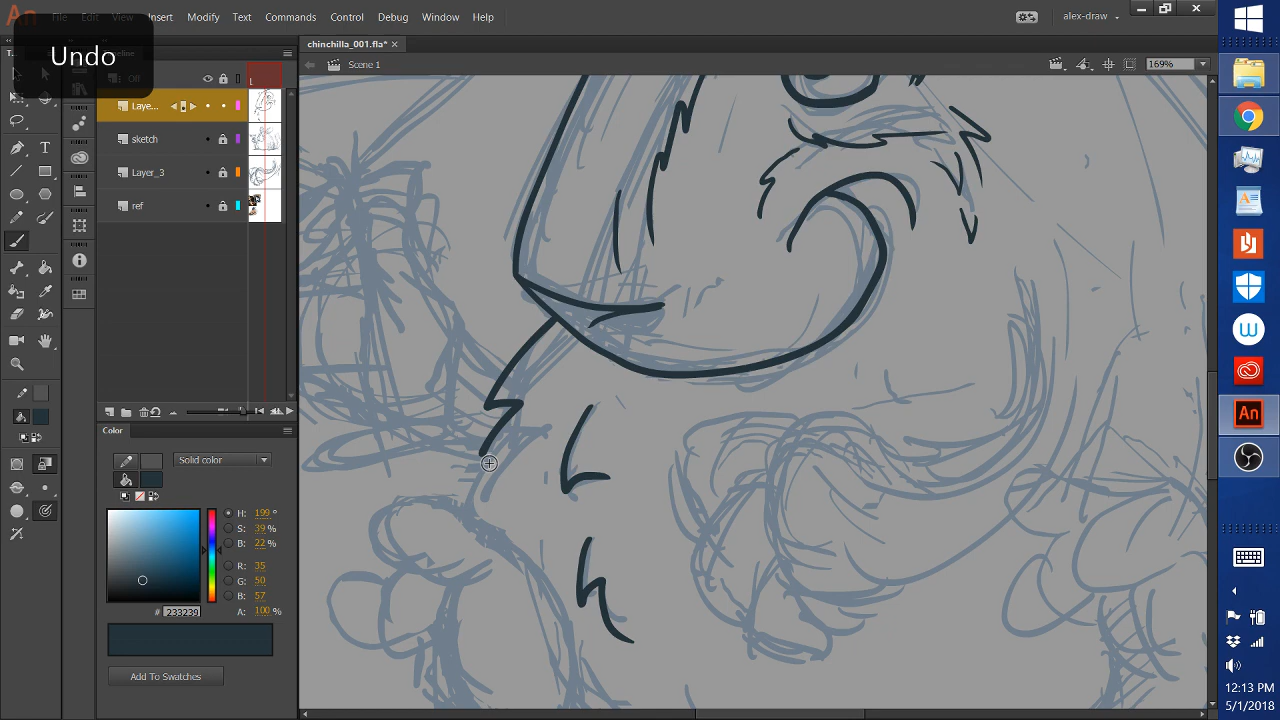 An File Edit View Insert Modify Text Commands Control Debug Window Help alex-draw
Undo
chinchilla_001.fla* ×
Scene 1
169%
Laye...
sketch
Layer_3
ref
Color
Solid color
H: 199 °
S: 39 %
B: 22 %
R: 35
G: 50
B: 57
A: 100 %
# 233239
Add To Swatches
An
12:13 PM
5/1/2018